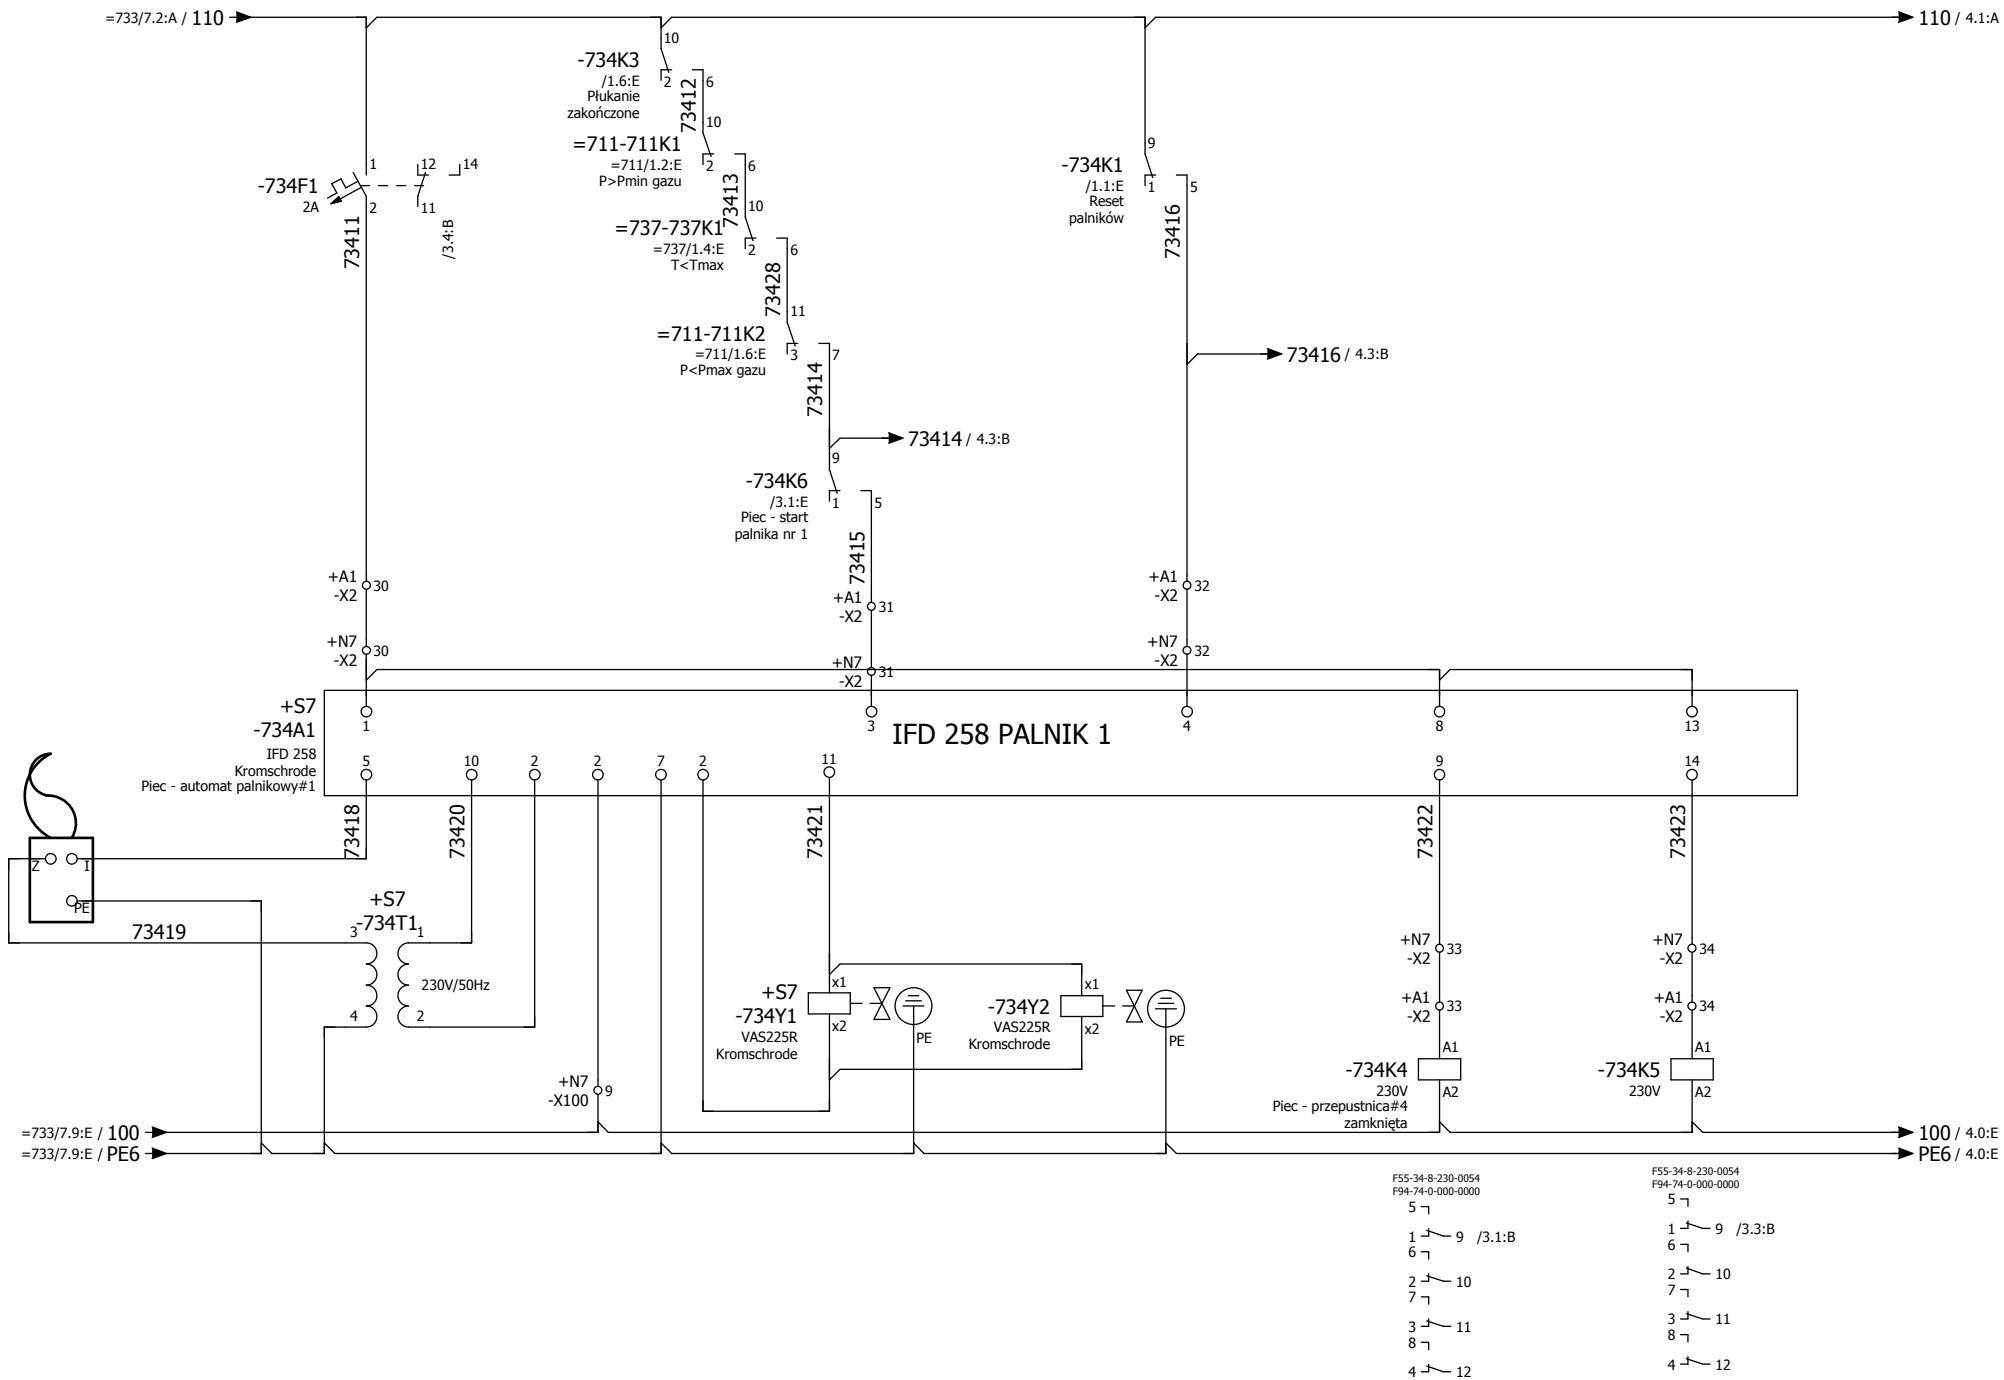 =733/7.2:A / 110
110 / 4.1:A
-734F1
2A
1
2
12
14
11
/3.4:B
73411
-734K3
/1.6:E
Płukanie
zakończone
10
2
6
73412
=711-711K1
=711/1.2:E
P>Pmin gazu
10
2
6
73413
=737-737K1
=737/1.4:E
T<Tmax
10
2
6
73428
=711-711K2
=711/1.6:E
P<Pmax gazu
11
3
7
73414
73414 / 4.3:B
-734K6
/3.1:E
Piec - start
palnika nr 1
9
1
5
73415
-734K1
/1.1:E
Reset
palników
9
1
5
73416
73416 / 4.3:B
+A1
-X2
30
+N7
-X2
30
+A1
-X2
31
+N7
-X2
31
+A1
-X2
32
+N7
-X2
32
+S7
-734A1
IFD 258
Kromschrode
Piec - automat palnikowy#1
IFD 258 PALNIK 1
1
3
4
8
13
5
10
2
2
7
2
11
9
14
73418
73420
73421
73422
73423
Z
I
PE
73419
+S7
-734T1
3
1
4
2
230V/50Hz
+N7
-X100
9
+S7
-734Y1
VAS225R
Kromschrode
x1
x2
PE
-734Y2
VAS225R
Kromschrode
x1
x2
PE
+N7
-X2
33
+A1
-X2
33
+N7
-X2
34
+A1
-X2
34
-734K4
230V
Piec - przepustnica#4
zamknięta
A1
A2
-734K5
230V
A1
A2
=733/7.9:E / 100
=733/7.9:E / PE6
100 / 4.0:E
PE6 / 4.0:E
F55-34-8-230-0054
F94-74-0-000-0000
5
1 9 /3.1:B
6
2 10
7
3 11
8
4 12
F55-34-8-230-0054
F94-74-0-000-0000
5
1 9 /3.3:B
6
2 10
7
3 11
8
4 12